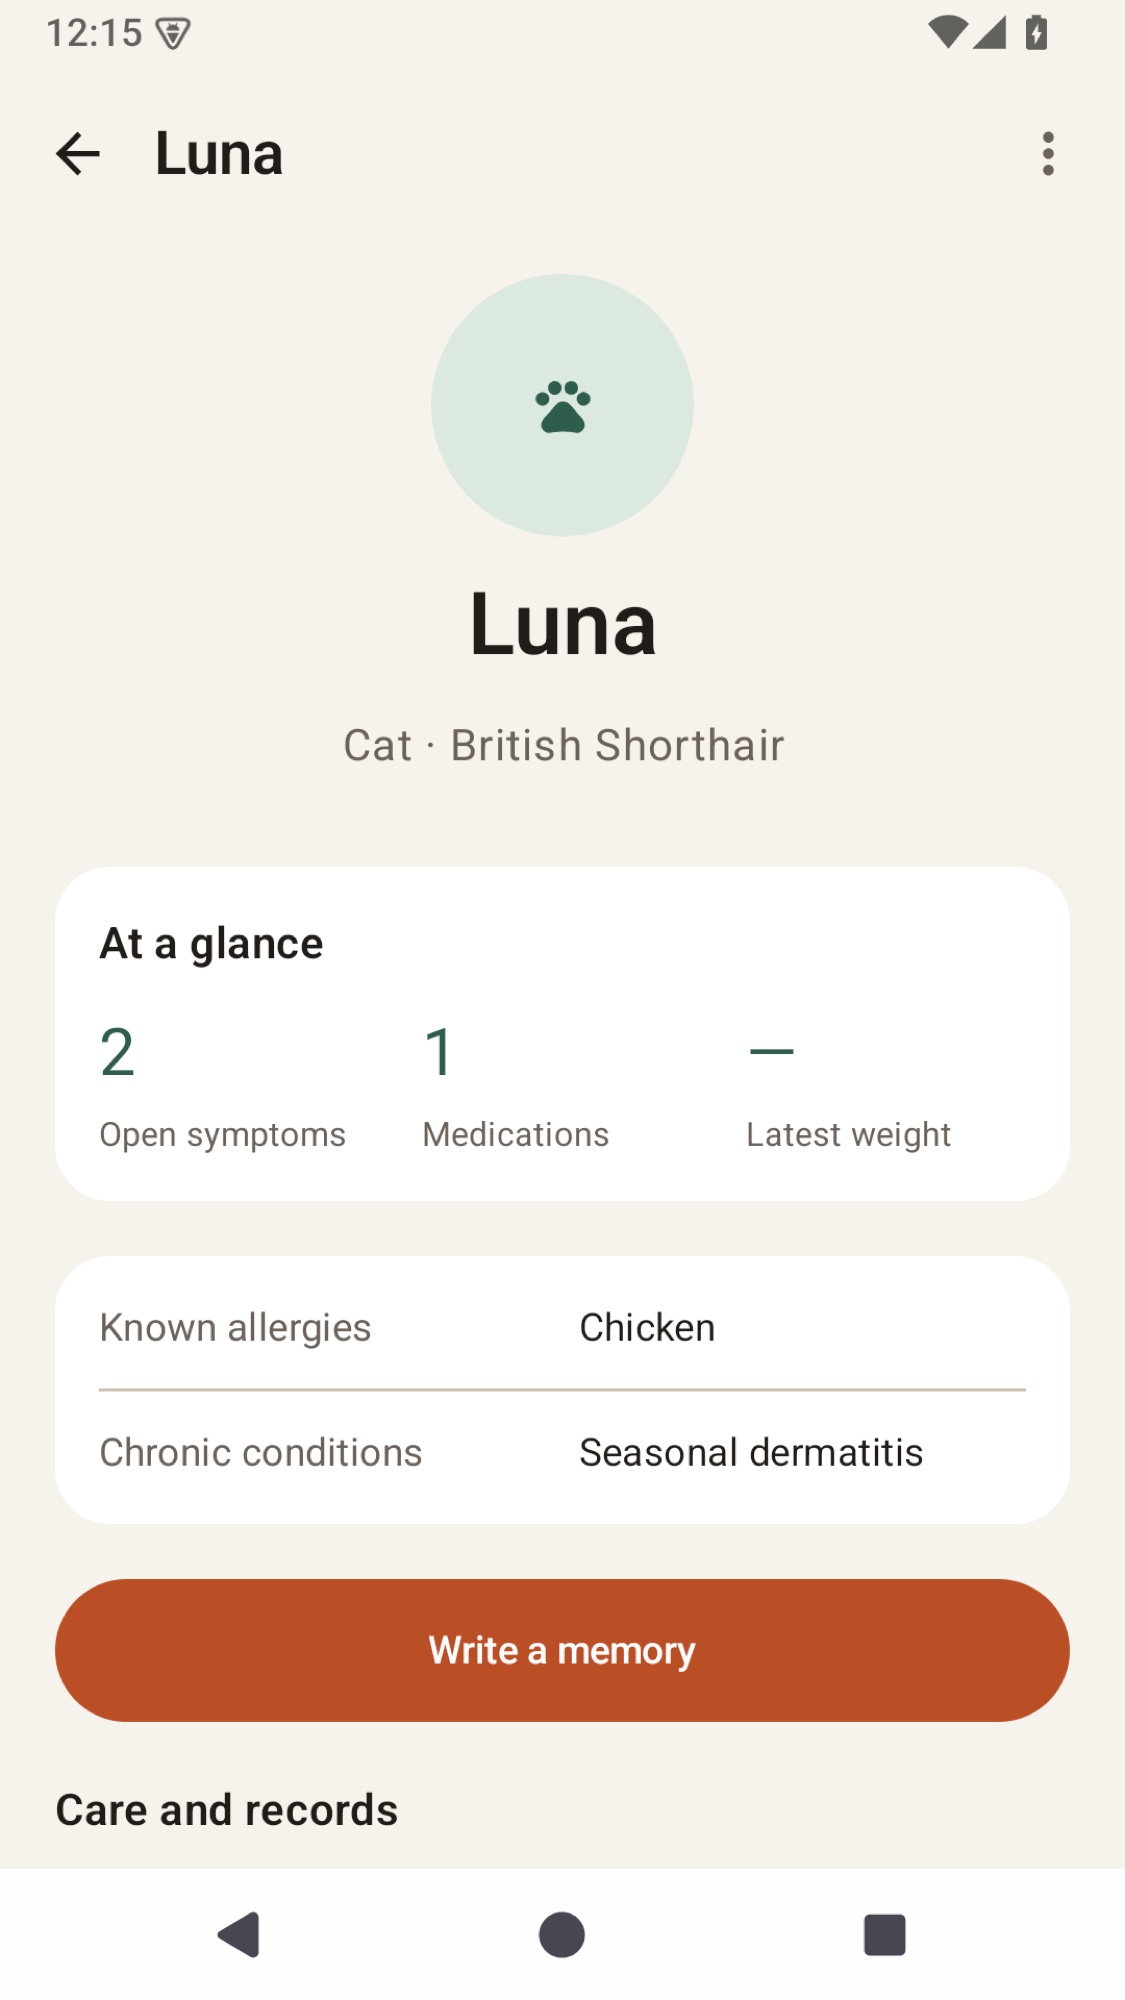 12:15
Luna
Luna
Cat · British Shorthair
At a glance
2 1 —
Open symptoms Medications Latest weight
Known allergies Chicken
Chronic conditions Seasonal dermatitis
Write a memory
Care and records